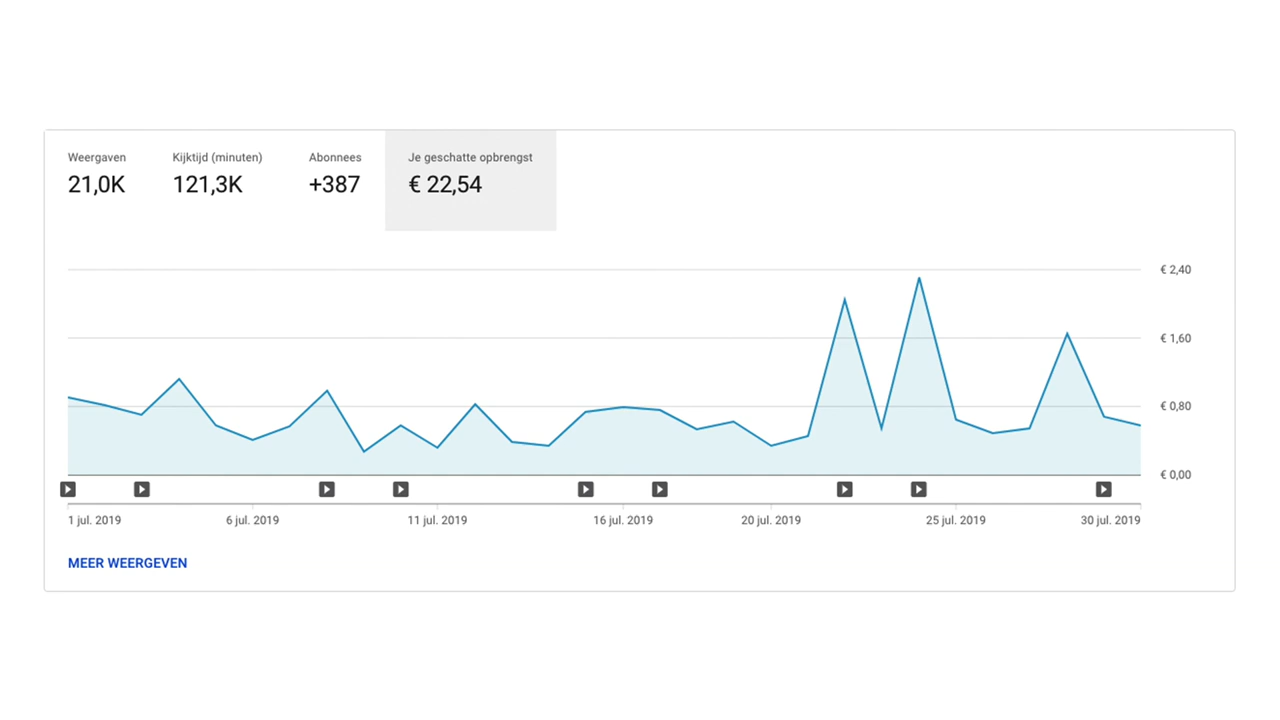 Weergaven Kijktijd (minuten) Abonnees Je geschatte opbrengst
21,0K 121,3K +387 € 22,54
€ 2,40
€ 1,60
€ 0,80
€ 0,00
1 jul. 2019 6 jul. 2019 11 jul. 2019 16 jul. 2019 20 jul. 2019 25 jul. 2019 30 jul. 2019
MEER WEERGEVEN